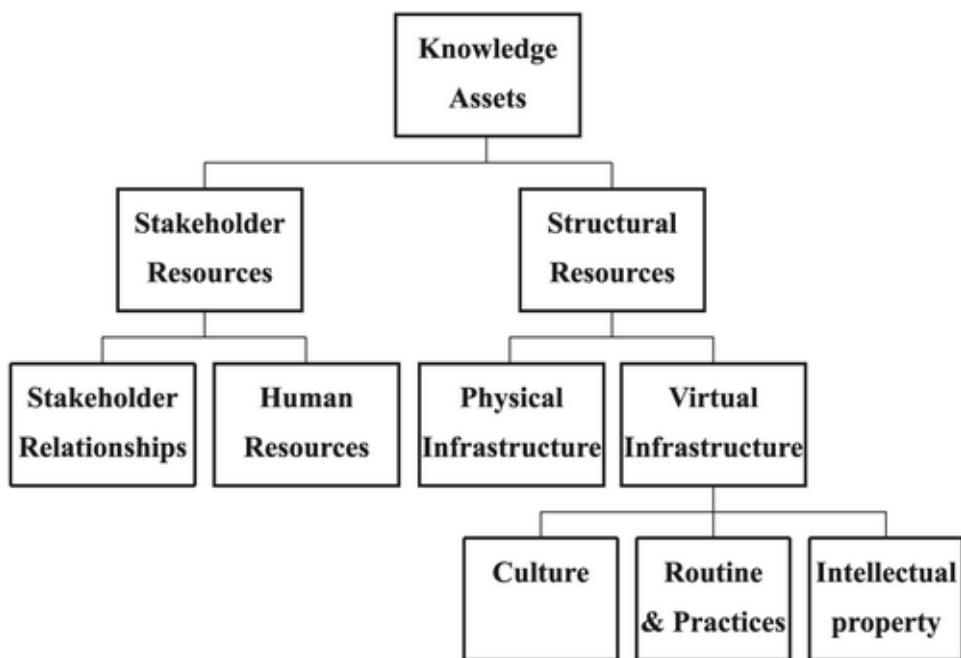 Knowledge
Assets
Stakeholder
Resources
Structural
Resources
Stakeholder
Relationships
Human
Resources
Physical
Infrastructure
Virtual
Infrastructure
Culture
Routine
& Practices
Intellectual
property